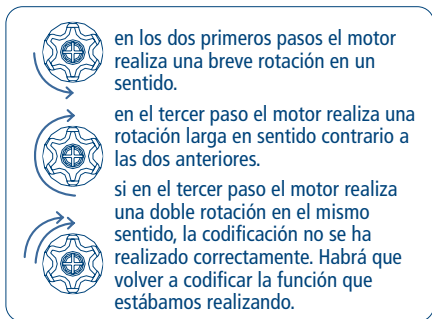 en los dos primeros pasos el motor
realiza una breve rotación en un
sentido.
en el tercer paso el motor realiza una
rotación larga en sentido contrario a
las dos anteriores.
si en el tercer paso el motor realiza
una doble rotación en el mismo
sentido, la codificación no se ha
realizado correctamente. Habrá que
volver a codificar la función que
estábamos realizando.